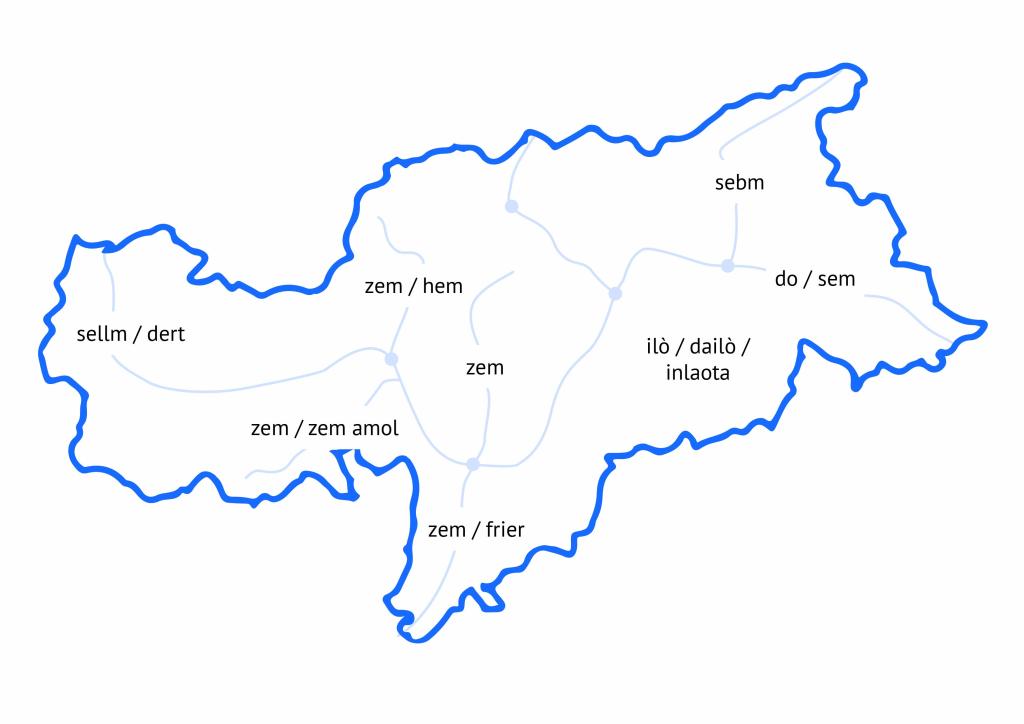 sebm
do / sem
zem / hem
sellm / dert
ilò / dailò /
inlaota
zem
zem / zem amol
zem / frier